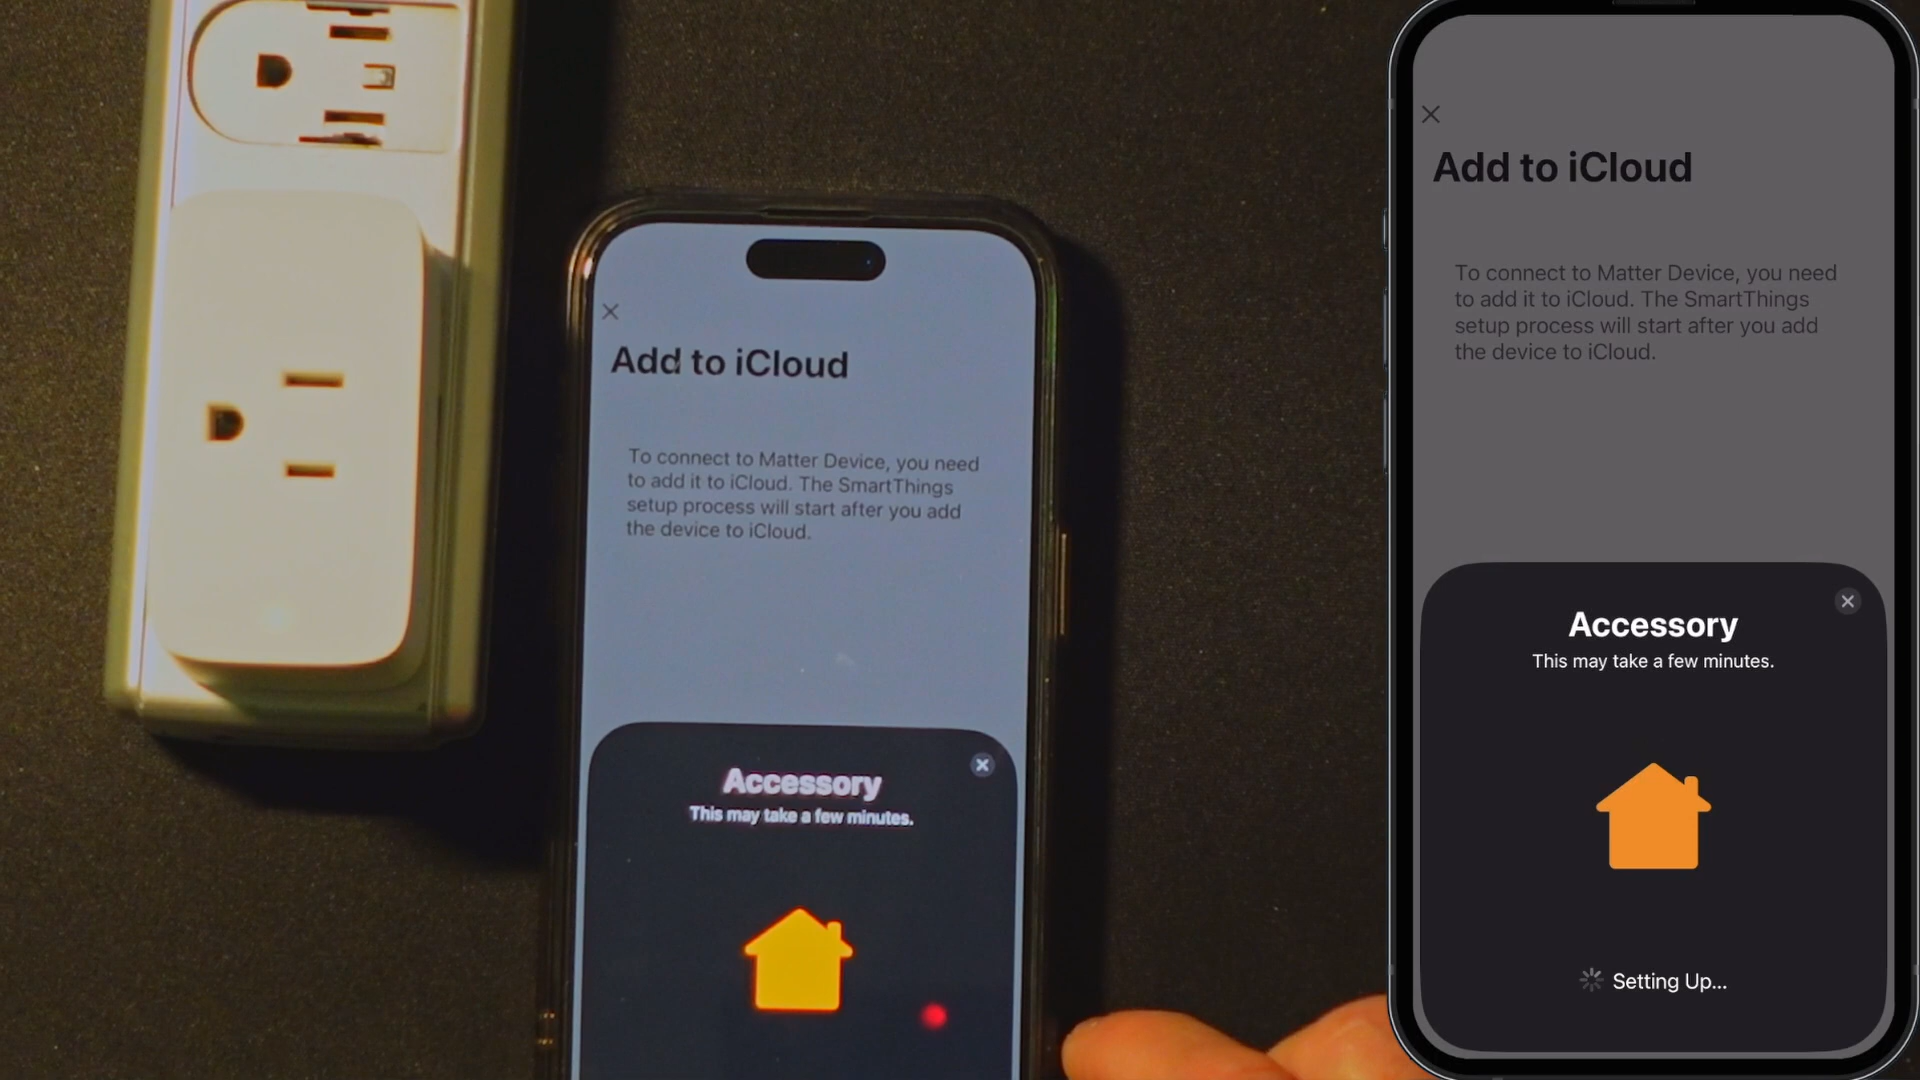 Add to iCloud
To connect to Matter Device, you need
to add it to iCloud. The SmartThings
setup process will start after you add
the device to iCloud.
Accessory
This may take a few minutes.
Add to iCloud
To connect to Matter Device, you need
to add it to iCloud. The SmartThings
setup process will start after you add
the device to iCloud.
Accessory
This may take a few minutes.
Setting Up...